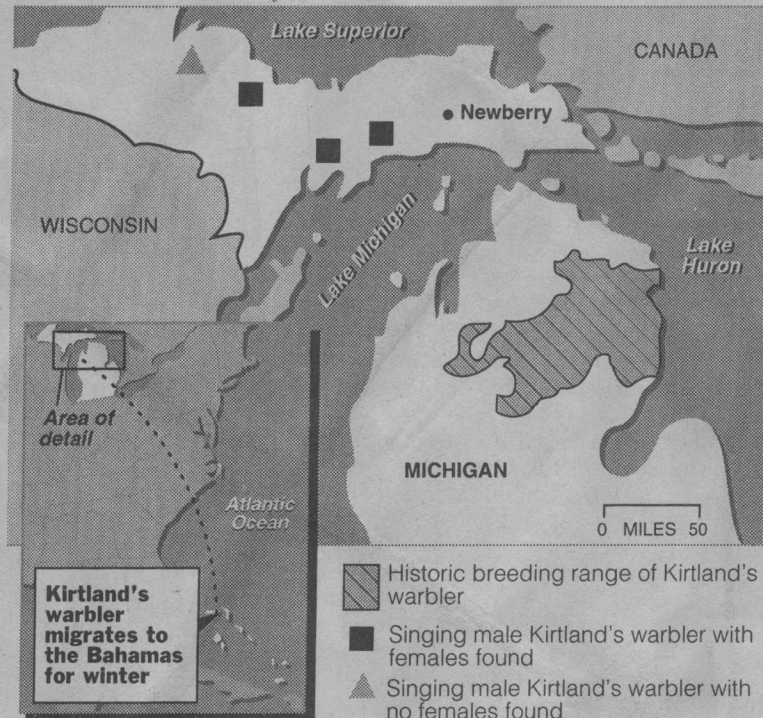 Lake Superior
CANADA
Newberry
WISCONSIN
Lake Michigan
Lake
Huron
Area of
detail
MICHIGAN
Atlantic
Ocean
0 MILES 50
Kirtland's
warbler
migrates to
the Bahamas
for winter
Historic breeding range of Kirtland's
warbler
Singing male Kirtland's warbler with
females found
Singing male Kirtland's warbler with
no females found